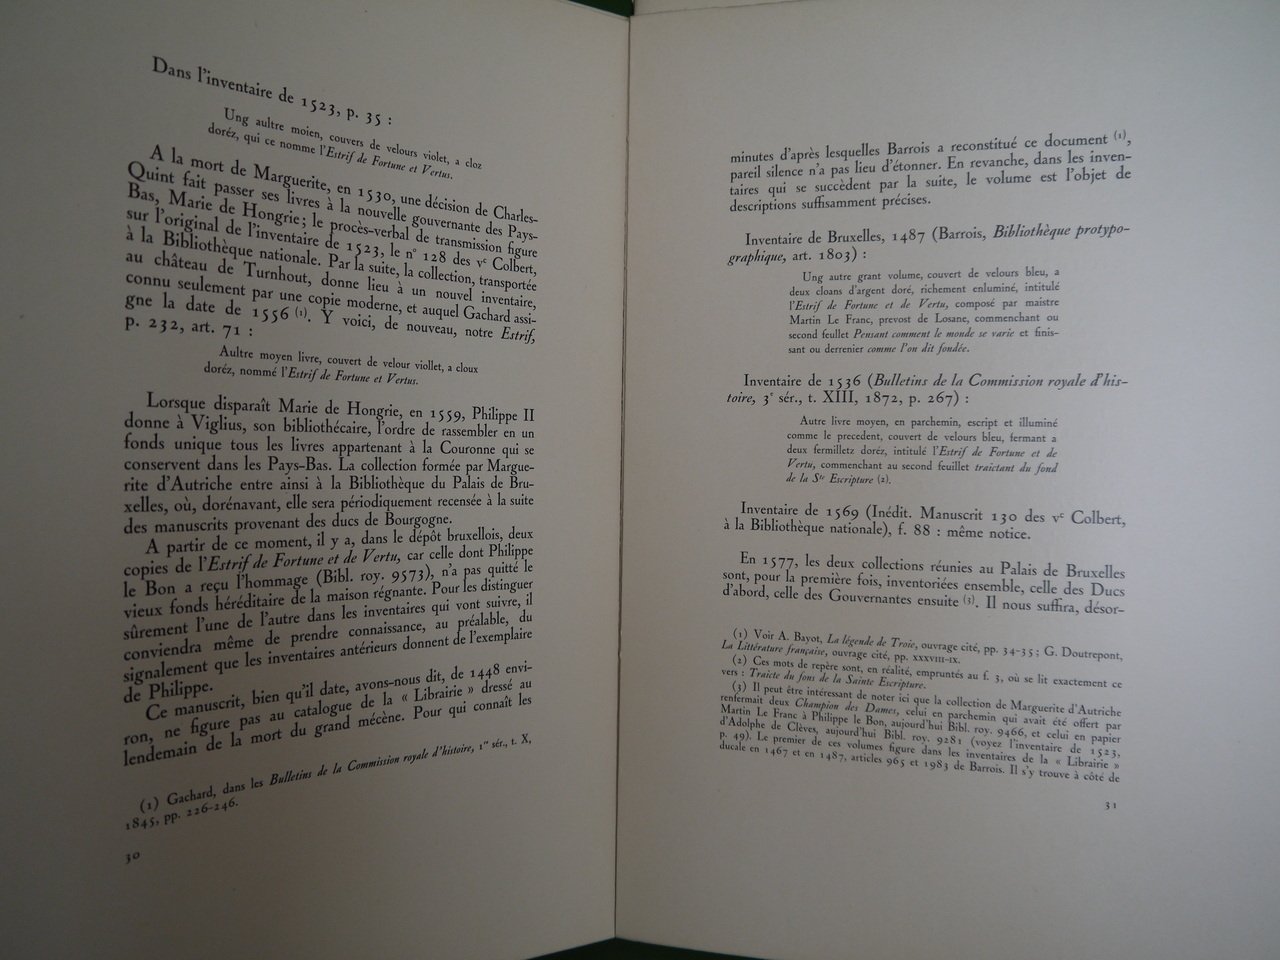 Dans l'inventaire de 1523, p. 35 :
Ung aultre moien, couvers de velours violet, a cloz
doréz, qui ce nomme l'Estrif de Fortune et Vertus.
A la mort de Marguerite, en 1530, une décision de Charles-
Quint fait passer ses livres à la nouvelle gouvernante des Pays-
Bas, Marie de Hongrie; le procès-verbal de transmission figure
sur l'original de l'inventaire de 1523, le n° 128 des vᶜ Colbert,
à la Bibliothèque nationale. Par la suite, la collection, transportée
au château de Turnhout, donne lieu à un nouvel inventaire,
connu seulement par une copie moderne, et auquel Gachard assi-
gne la date de 1556 (1). Y voici, de nouveau, notre Estrif,
p. 232, art. 71 :
Aultre moyen livre, couvert de velour viollet, a cloux
doréz, nommé l'Estrif de Fortune et Vertus.
Lorsque disparaît Marie de Hongrie, en 1559, Philippe II
donne à Viglius, son bibliothécaire, l'ordre de rassembler en un
fonds unique tous les livres appartenant à la Couronne qui se
conservent dans les Pays-Bas. La collection formée par Margue-
rite d'Autriche entre ainsi à la Bibliothèque du Palais de Bru-
xelles, où, dorénavant, elle sera périodiquement recensée à la suite
des manuscrits provenant des ducs de Bourgogne.
A partir de ce moment, il y a, dans le dépôt bruxellois, deux
copies de l'Estrif de Fortune et de Vertu, car celle dont Philippe
le Bon a reçu l'hommage (Bibl. roy. 9573), n'a pas quitté le
vieux fonds héréditaire de la maison régnante. Pour les distinguer
sûrement l'une de l'autre dans les inventaires qui vont suivre, il
conviendra même de prendre connaissance, au préalable, du
signalement que les inventaires antérieurs donnent de l'exemplaire
de Philippe.
Ce manuscrit, bien qu'il date, avons-nous dit, de 1448 envi-
ron, ne figure pas au catalogue de la « Librairie » dressé au
lendemain de la mort du grand mécène. Pour qui connaît les
(1) Gachard, dans les Bulletins de la Commission royale d'histoire, 1ʳᵉ sér., t. X,
1845, pp. 226-246.
30
minutes d'après lesquelles Barrois a reconstitué ce document (1),
pareil silence n'a pas lieu d'étonner. En revanche, dans les inven-
taires qui se succèdent par la suite, le volume est l'objet de
descriptions suffisamment précises.
Inventaire de Bruxelles, 1487 (Barrois, Bibliothèque protypo-
graphique, art. 1803) :
Ung autre grant volume, couvert de velours bleu, a
deux cloans d'argent doré, richement enluminé, intitulé
l'Estrif de Fortune et de Vertu, composé par maistre
Martin Le Franc, prevost de Losane, commenchant ou
second feuillet Pensant comment le monde se varie et finis-
sant ou derrenier comme l'on dit fondée.
Inventaire de 1536 (Bulletins de la Commission royale d'his-
toire, 3ᵉ sér., t. XIII, 1872, p. 267) :
Autre livre moyen, en parchemin, escript et illuminé
comme le precedent, couvert de velours bleu, fermant a
deux fermilletz doréz, intitulé l'Estrif de Fortune et de
Vertu, commenchant au second feuillet traictant du fond
de la Sᵗᵉ Escripture (2).
Inventaire de 1569 (Inédit. Manuscrit 130 des vᶜ Colbert,
à la Bibliothèque nationale), f. 88 : même notice.
En 1577, les deux collections réunies au Palais de Bruxelles
sont, pour la première fois, inventoriées ensemble, celle des Ducs
d'abord, celle des Gouvernantes ensuite (3). Il nous suffira, désor-
(1) Voir A. Bayot, La légende de Troie, ouvrage cité, pp. 34-35 ; G. Doutrepont,
La Littérature française, ouvrage cité, pp. XXXVIII-IX.
(2) Ces mots de repère sont, en réalité, empruntés au f. 3, où se lit exactement ce
vers : Traicte du fons de la Sainte Escripture.
(3) Il peut être intéressant de noter ici que la collection de Marguerite d'Autriche
renfermait deux Champion des Dames, celui en parchemin qui avait été offert par
Martin Le Franc à Philippe le Bon, aujourd'hui Bibl. roy. 9466, et celui en papier
d'Adolphe de Clèves, aujourd'hui Bibl. roy. 9281 (voyez l'inventaire de 1523,
p. 49). Le premier de ces volumes figure dans les inventaires de la « Librairie »
ducale en 1467 et en 1487, articles 965 et 1983 de Barrois. Il s'y trouve à côté de
31